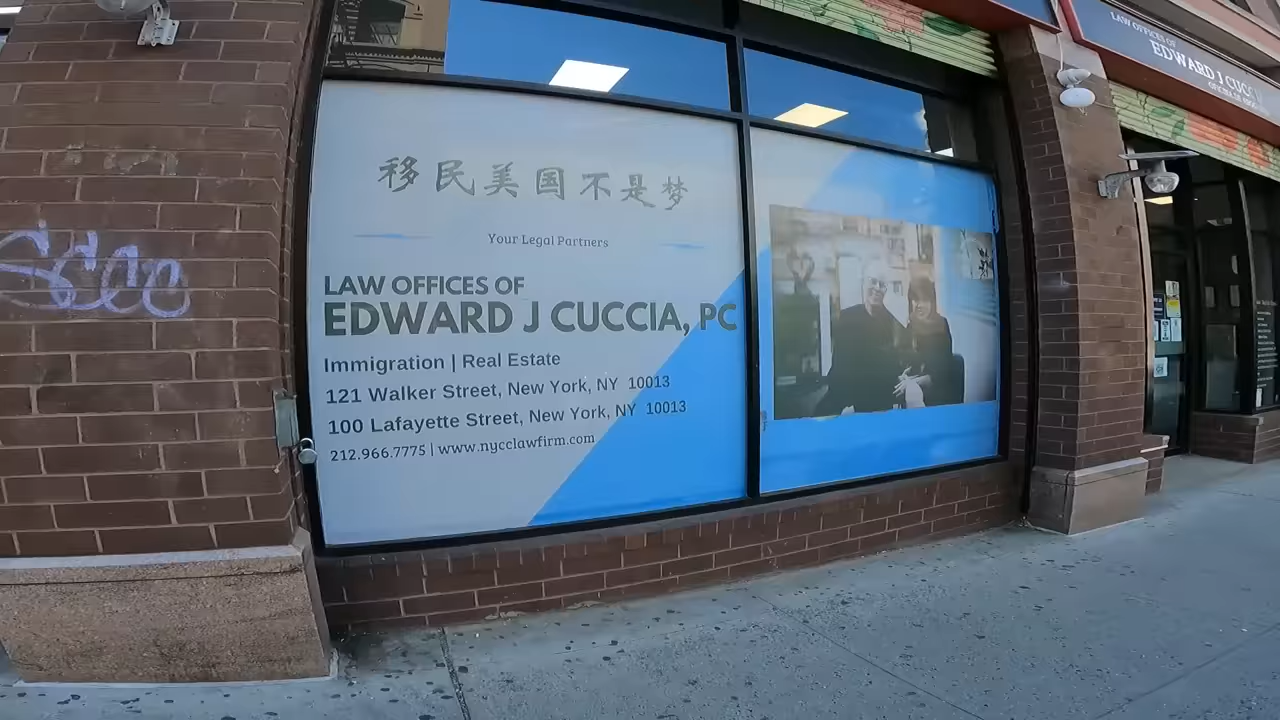 移民美国不是梦
Your Legal Partners
LAW OFFICES OF
EDWARD J CUCCIA, PC
Immigration | Real Estate
121 Walker Street, New York, NY 10013
100 Lafayette Street, New York, NY 10013
212.966.7775 | www.nycclawfirm.com
LAW OFFICES OF
EDWARD J CUCC